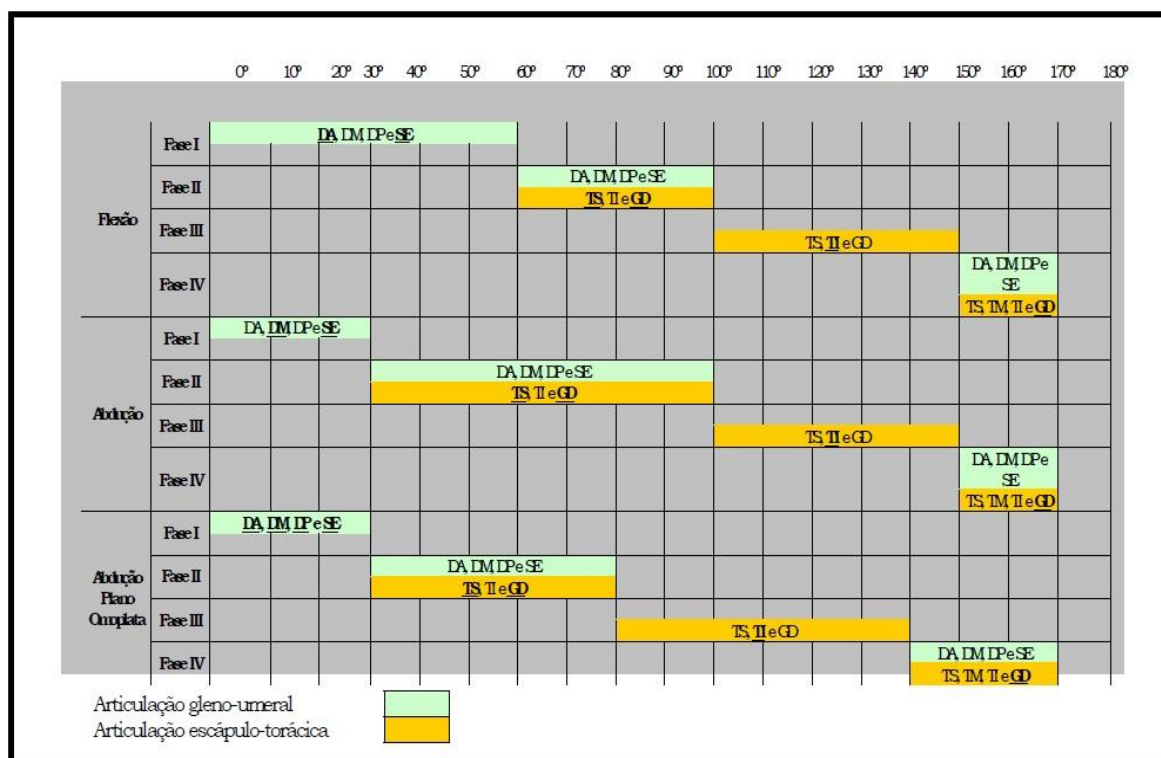 0º 10º 20º 30º 40º 50º 60º 70º 80º 90º 100º 110º 120º 130º 140º 150º 160º 170º 180º
Flexão
Fase I
DA, DM, DP e SE
Fase II
DA, DM, DP e SE
TS, TI e GD
Fase III
TS, TI e GD
Fase IV
DA, DM, DP e
SE
TS, TM, TI e GD
Abdução
Fase I
DA, DM, DP e SE
Fase II
DA, DM, DP e SE
TS, TI e GD
Fase III
TS, TI e GD
Fase IV
DA, DM, DP e
SE
TS, TM, TI e GD
Abdução
Plano
Omoplata
Fase I
DA, DM, DP e SE
Fase II
DA, DM, DP e SE
TS, TI e GD
Fase III
TS, TI e GD
Fase IV
DA, DM, DP e SE
TS, TM, TI e GD
Articulação gleno-umeral
Articulação escápulo-torácica